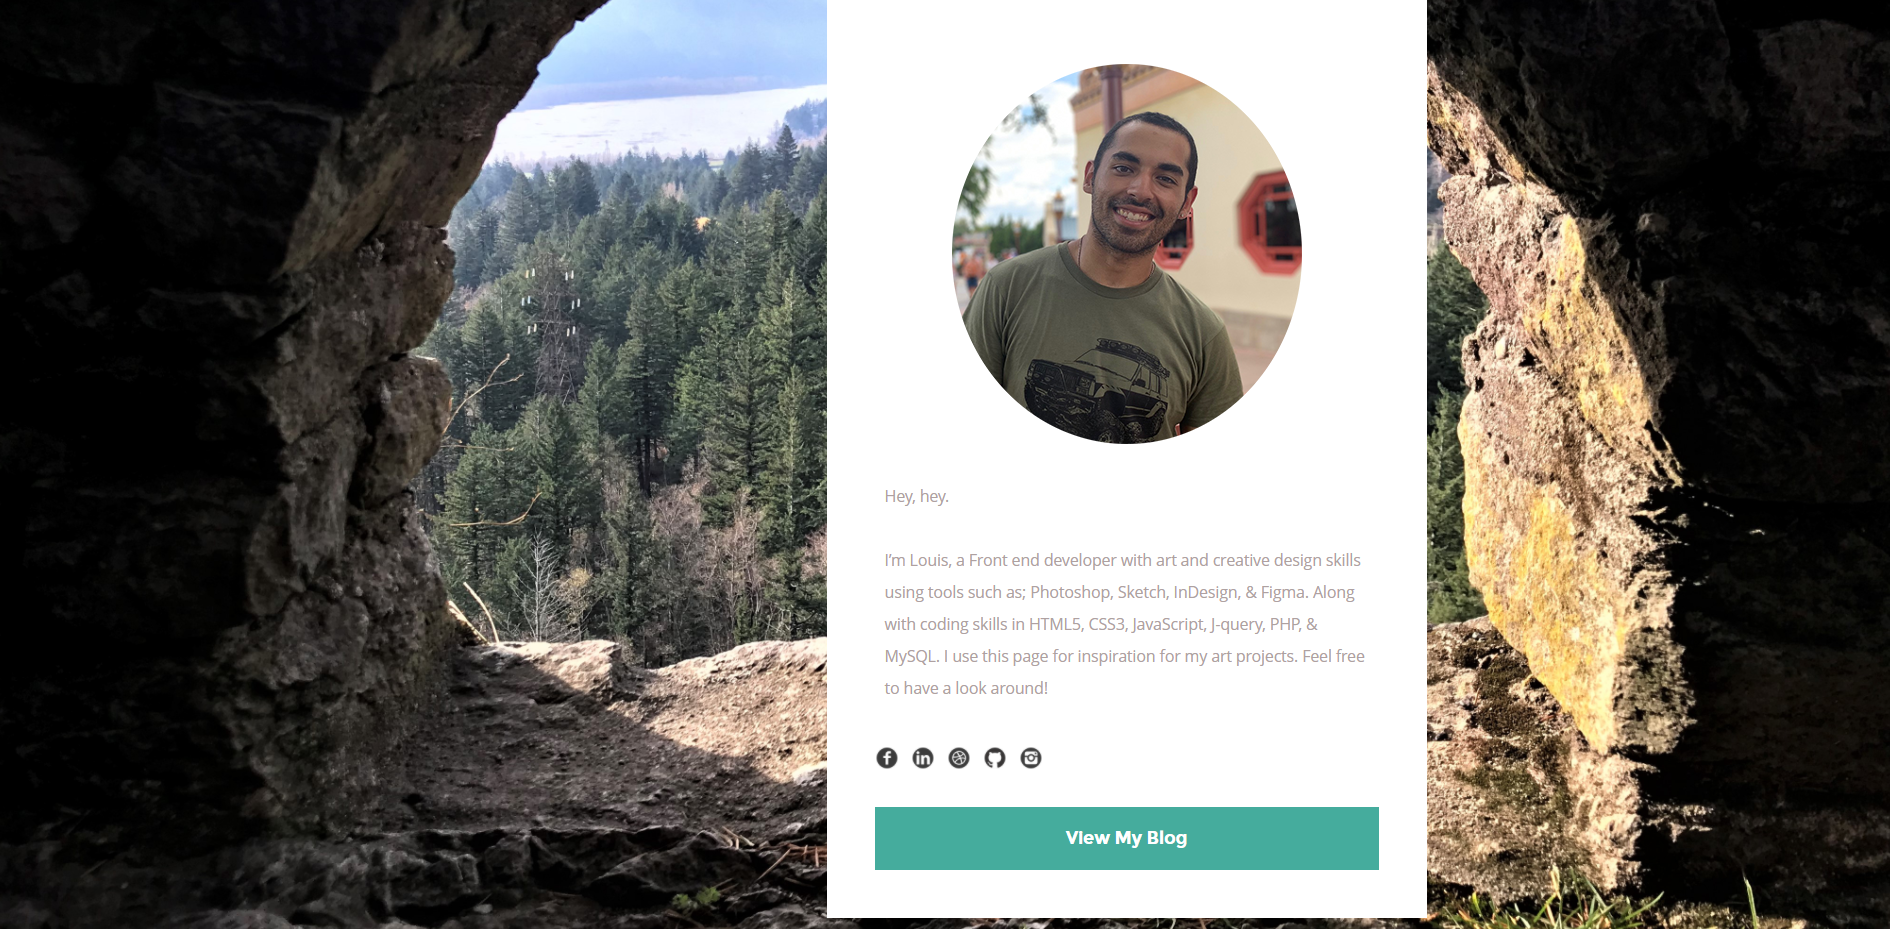 Hey, hey.
I'm Louis, a Front end developer with art and creative design skills
using tools such as; Photoshop, Sketch, InDesign, & Figma. Along
with coding skills in HTML5, CSS3, JavaScript, J-query, PHP, &
MySQL. I use this page for inspiration for my art projects. Feel free
to have a look around!
View My Blog